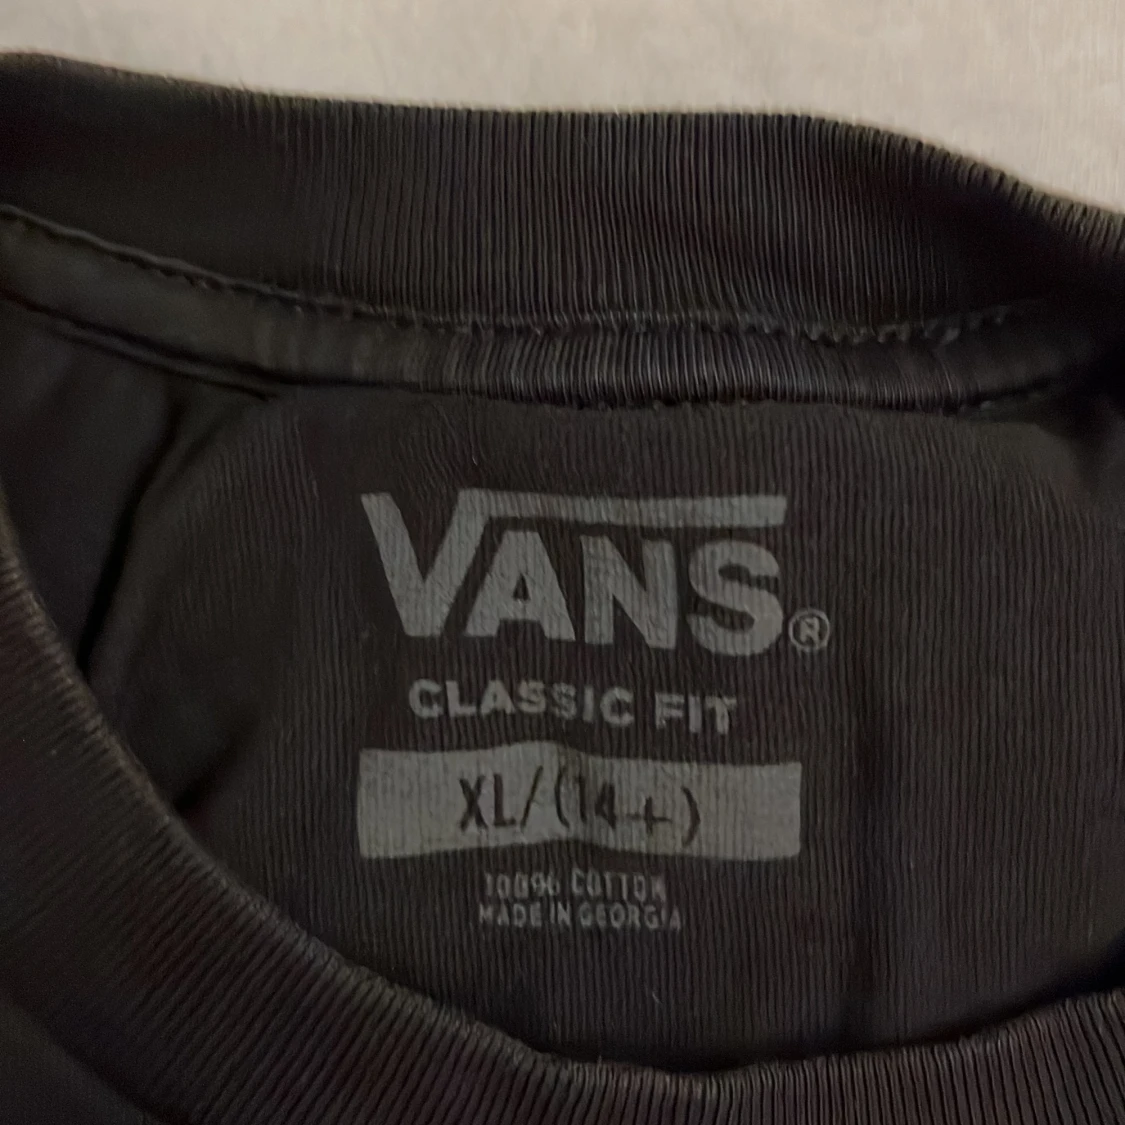 VANS®
CLASSIC FIT
XL/(14+)
100% COTTON
MADE IN GEORGIA